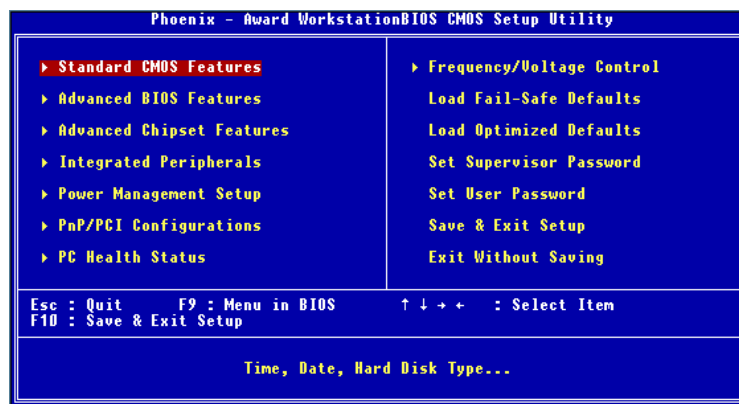 Phoenix - Award WorkstationBIOS CMOS Setup Utility
▸ Standard CMOS Features
▸ Advanced BIOS Features
▸ Advanced Chipset Features
▸ Integrated Peripherals
▸ Power Management Setup
▸ PnP/PCI Configurations
▸ PC Health Status
▸ Frequency/Voltage Control
Load Fail-Safe Defaults
Load Optimized Defaults
Set Supervisor Password
Set User Password
Save & Exit Setup
Exit Without Saving
Esc : Quit F9 : Menu in BIOS ↑ ↓ → ← : Select Item
F10 : Save & Exit Setup
Time, Date, Hard Disk Type...